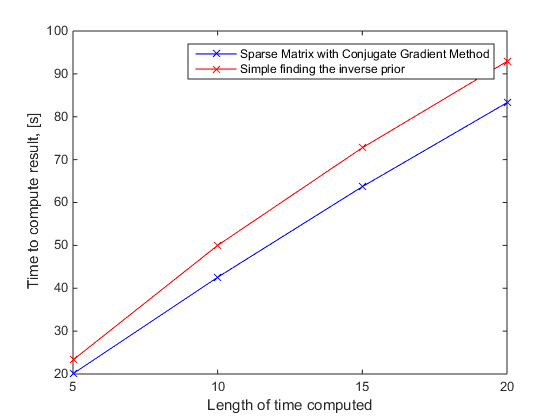 100
90
80
70
60
50
40
30
20
Time to compute result, [s]
Sparse Matrix with Conjugate Gradient Method
Simple finding the inverse prior
5 10 15 20
Length of time computed